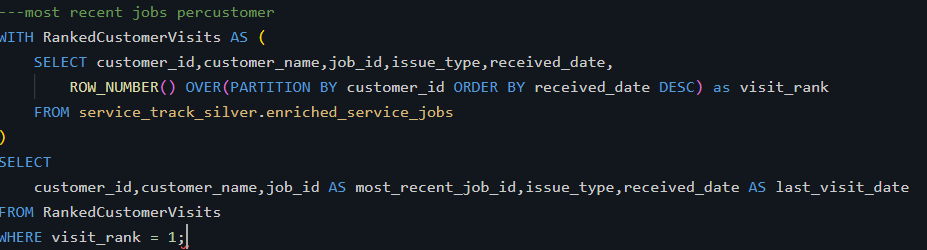 ---most recent jobs percustomer
WITH RankedCustomerVisits AS (
    SELECT customer_id,customer_name,job_id,issue_type,received_date,
        ROW_NUMBER() OVER(PARTITION BY customer_id ORDER BY received_date DESC) as visit_rank
    FROM service_track_silver.enriched_service_jobs
)
SELECT
    customer_id,customer_name,job_id AS most_recent_job_id,issue_type,received_date AS last_visit_date
FROM RankedCustomerVisits
WHERE visit_rank = 1;